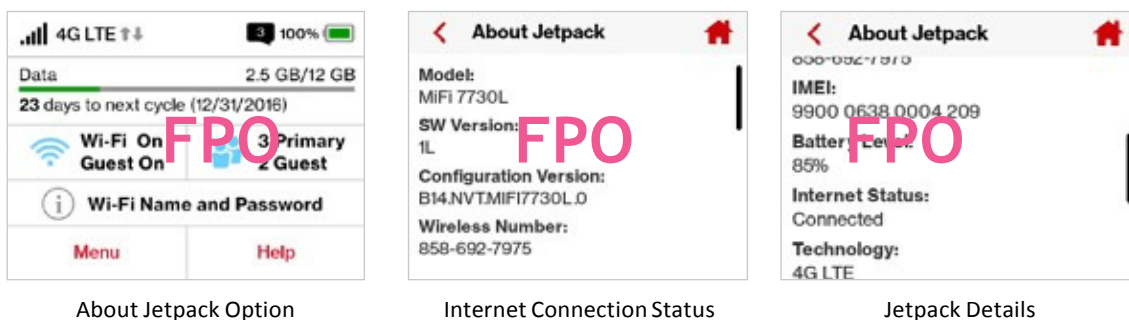 4G LTE
3 100%
Data 2.5 GB/12 GB
23 days to next cycle (12/31/2016)
Wi-Fi On
Guest On
3 Primary
2 Guest
FPO
Wi-Fi Name and Password
Menu Help
About Jetpack Option
About Jetpack
Model:
MiFi 7730L
SW Version:
1L
FPO
Configuration Version:
B14.NVT.MIFI7730L.0
Wireless Number:
858-692-7975
Internet Connection Status
About Jetpack
858-692-7975
IMEI:
9900 0638 0004 209
Battery Level:
85%
FPO
Internet Status:
Connected
Technology:
4G LTE
Jetpack Details